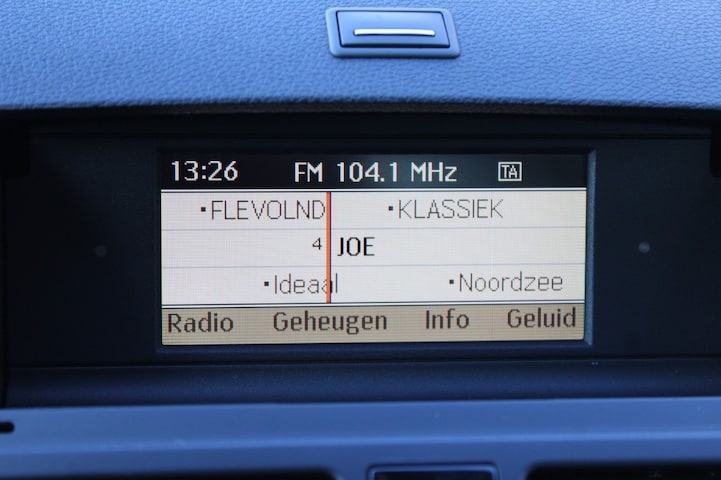 13:26 FM 104.1 MHz TA
▪FLEVOLND ▪KLASSIEK
4 JOE
▪Ideaal ▪Noordzee
Radio Geheugen Info Geluid